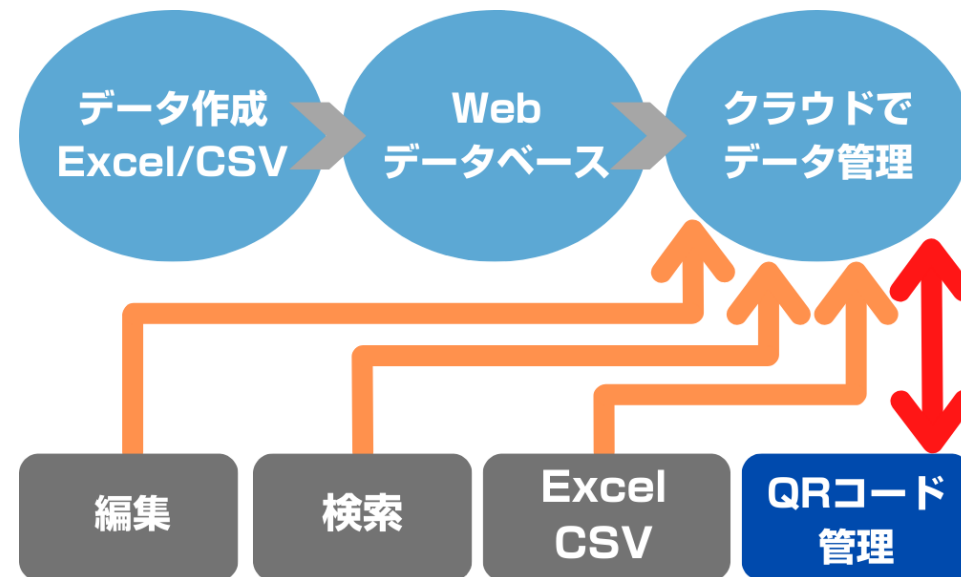 データ作成
Excel/CSV
Web
データベース
クラウドで
データ管理
編集
検索
Excel
CSV
QRコード
管理